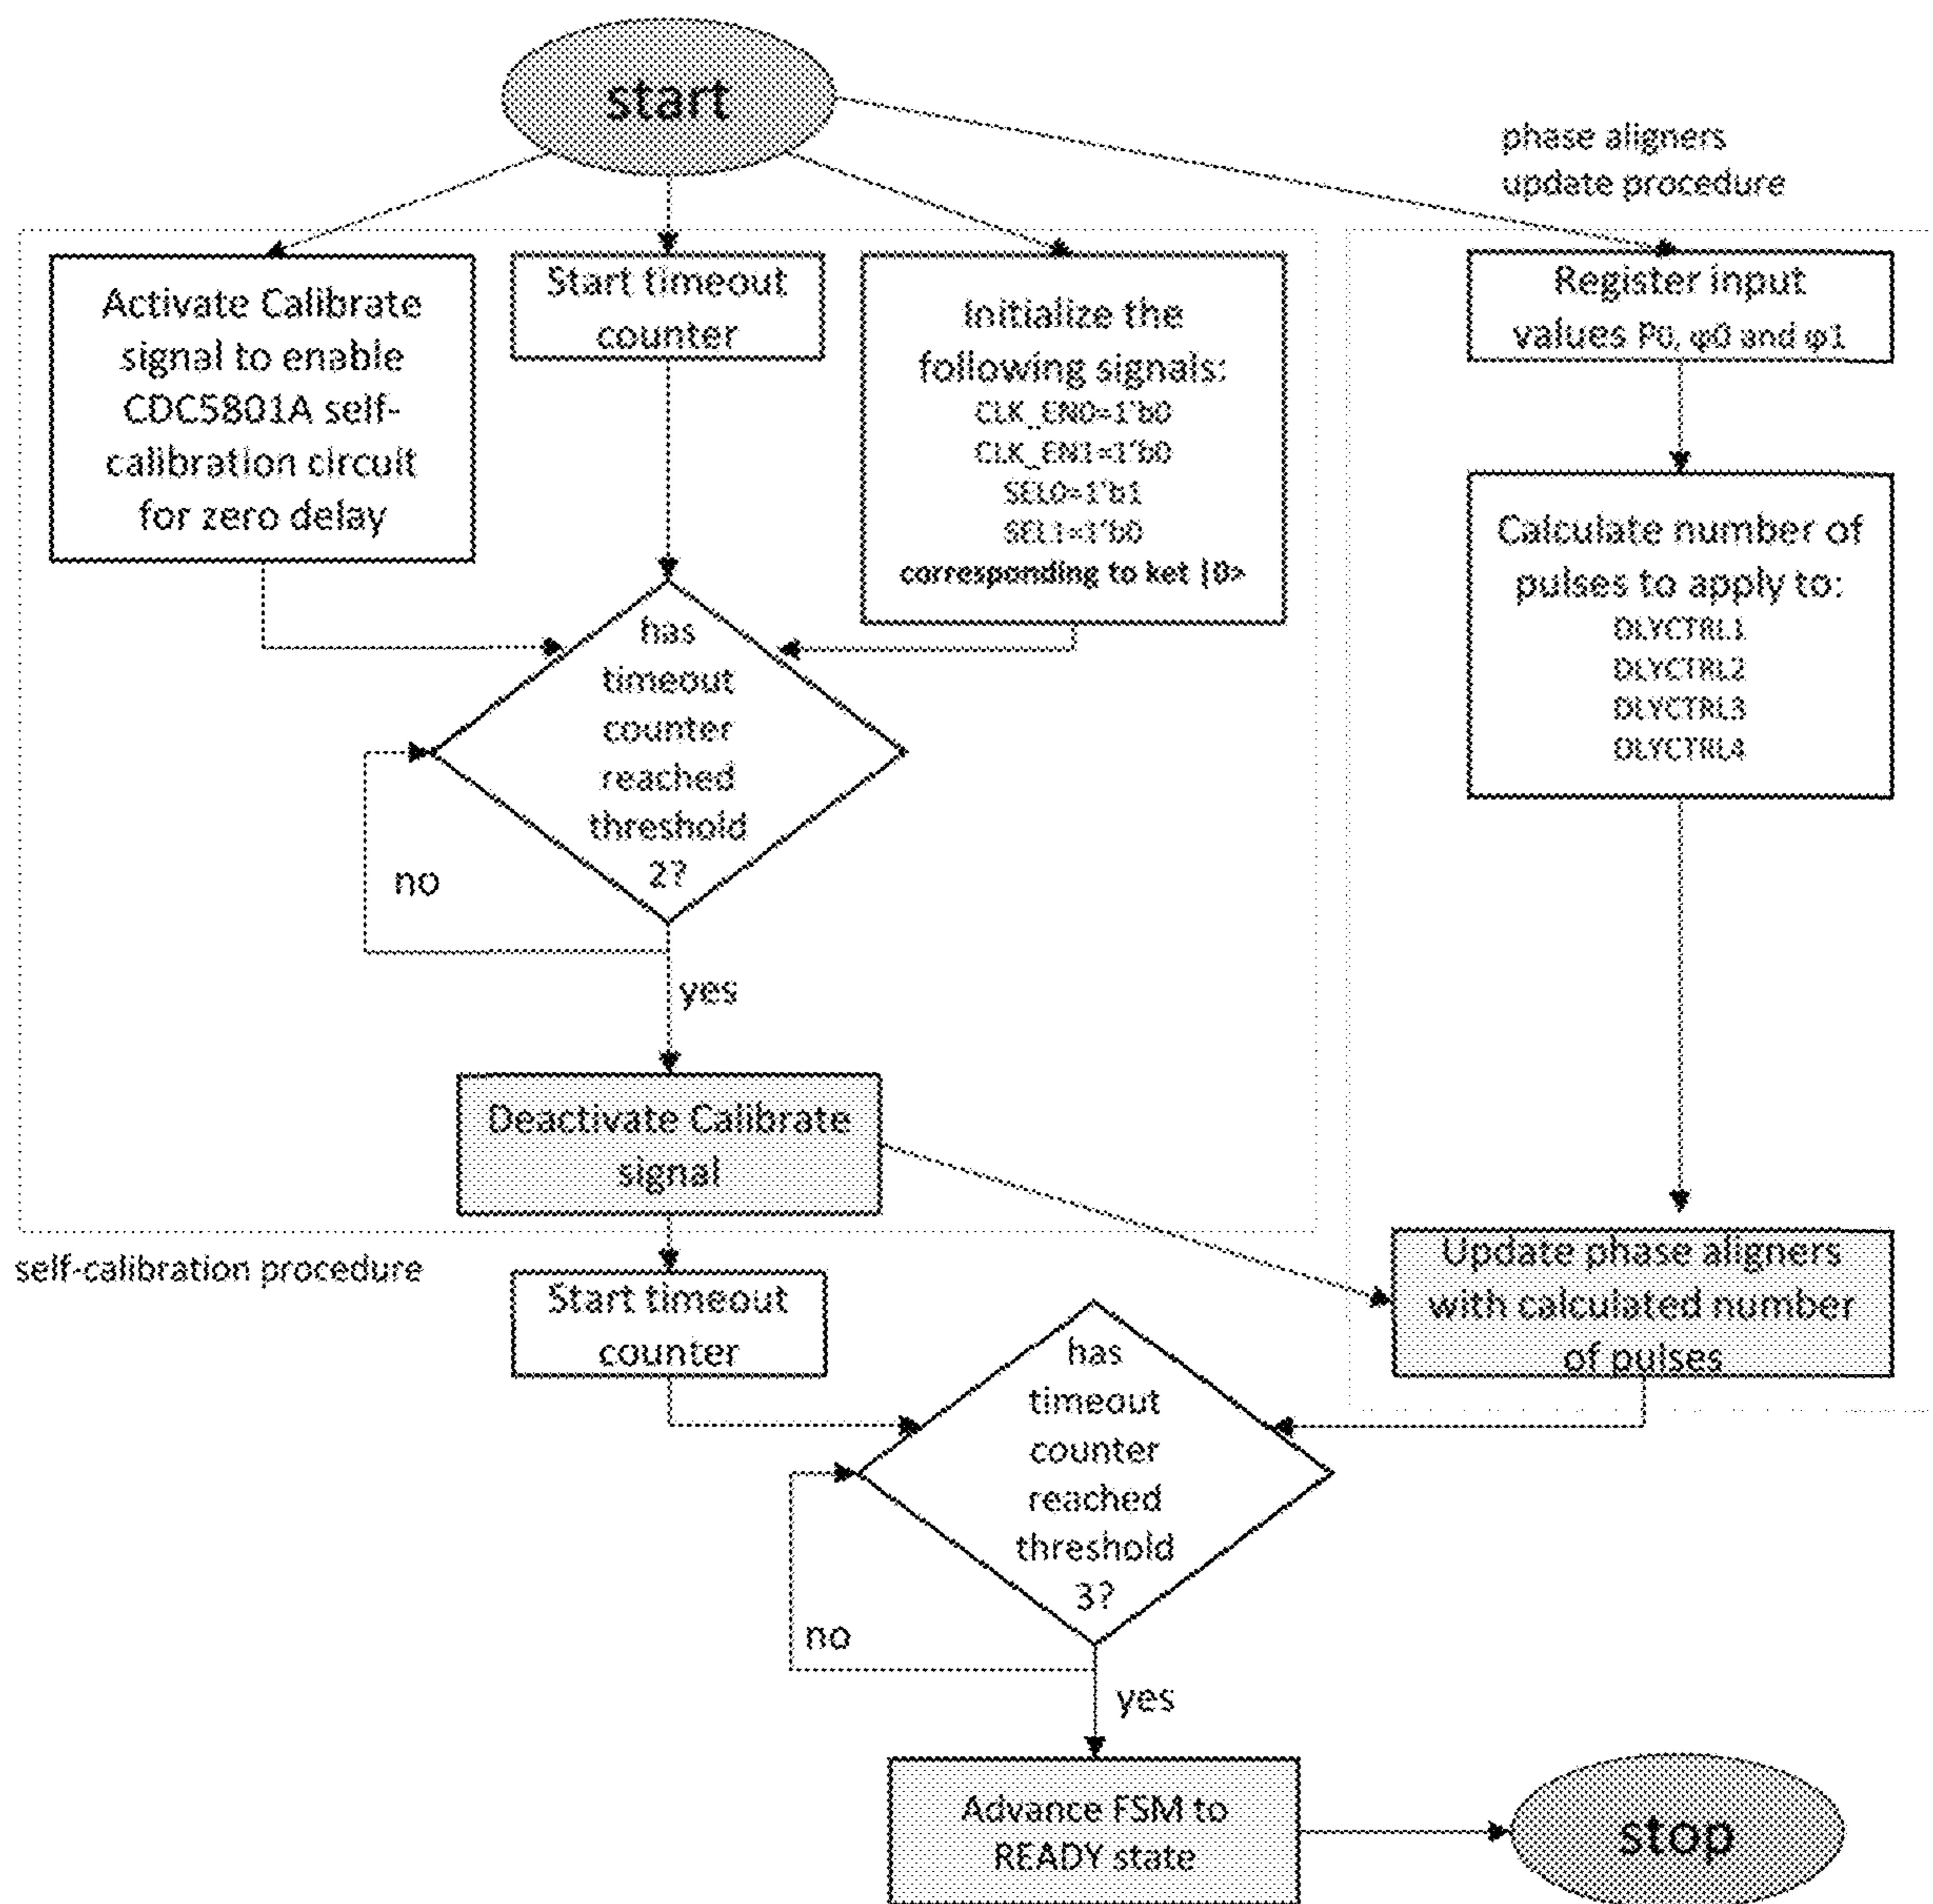 start
phase aligners
update procedure
Activate Calibrate
signal to enable
CDC5801A self-
calibration circuit
for zero delay
Start timeout
counter
Initialize the
following signals:
CLK_EN0=1'b0
CLK_EN1=1'b0
SEL0=1'b1
SEL1=1'b0
corresponding to ket |0>
Register input
values P0, φ0 and φ1
Calculate number of
pulses to apply to:
DLYCTRL1
DLYCTRL2
DLYCTRL3
DLYCTRL4
has
timeout
counter
reached
threshold
2?
no
yes
Deactivate Calibrate
signal
self-calibration procedure
Start timeout
counter
Update phase aligners
with calculated number
of pulses
has
timeout
counter
reached
threshold
3?
no
yes
Advance FSM to
READY state
stop